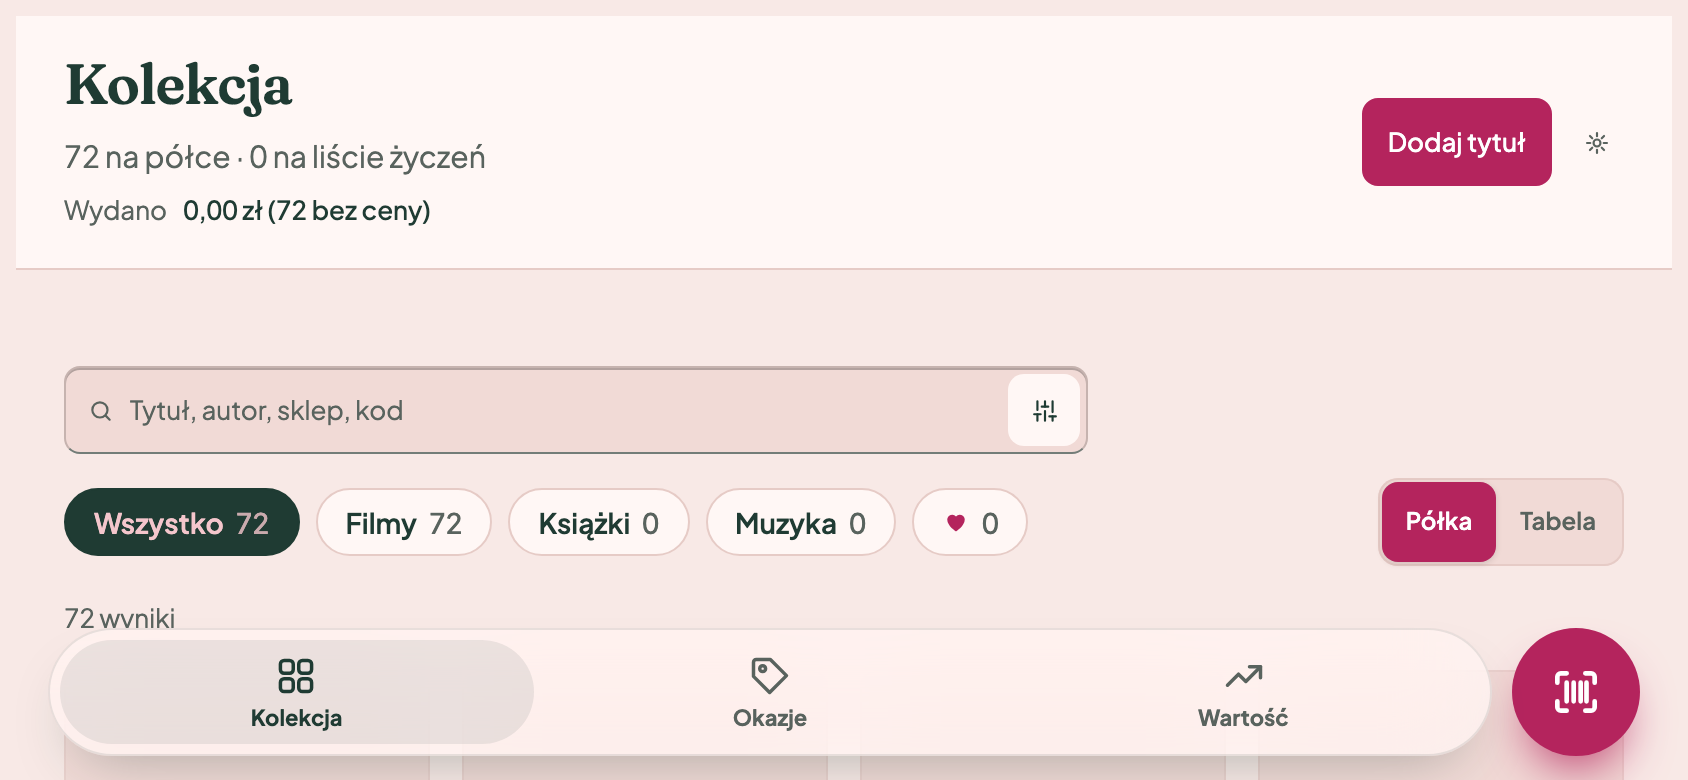 Kolekcja
72 na półce · 0 na liście życzeń
Wydano 0,00 zł (72 bez ceny)
Dodaj tytuł
Tytuł, autor, sklep, kod
Wszystko 72
Filmy 72
Książki 0
Muzyka 0
0
Półka
Tabela
72 wyniki
Kolekcja
Okazje
Wartość